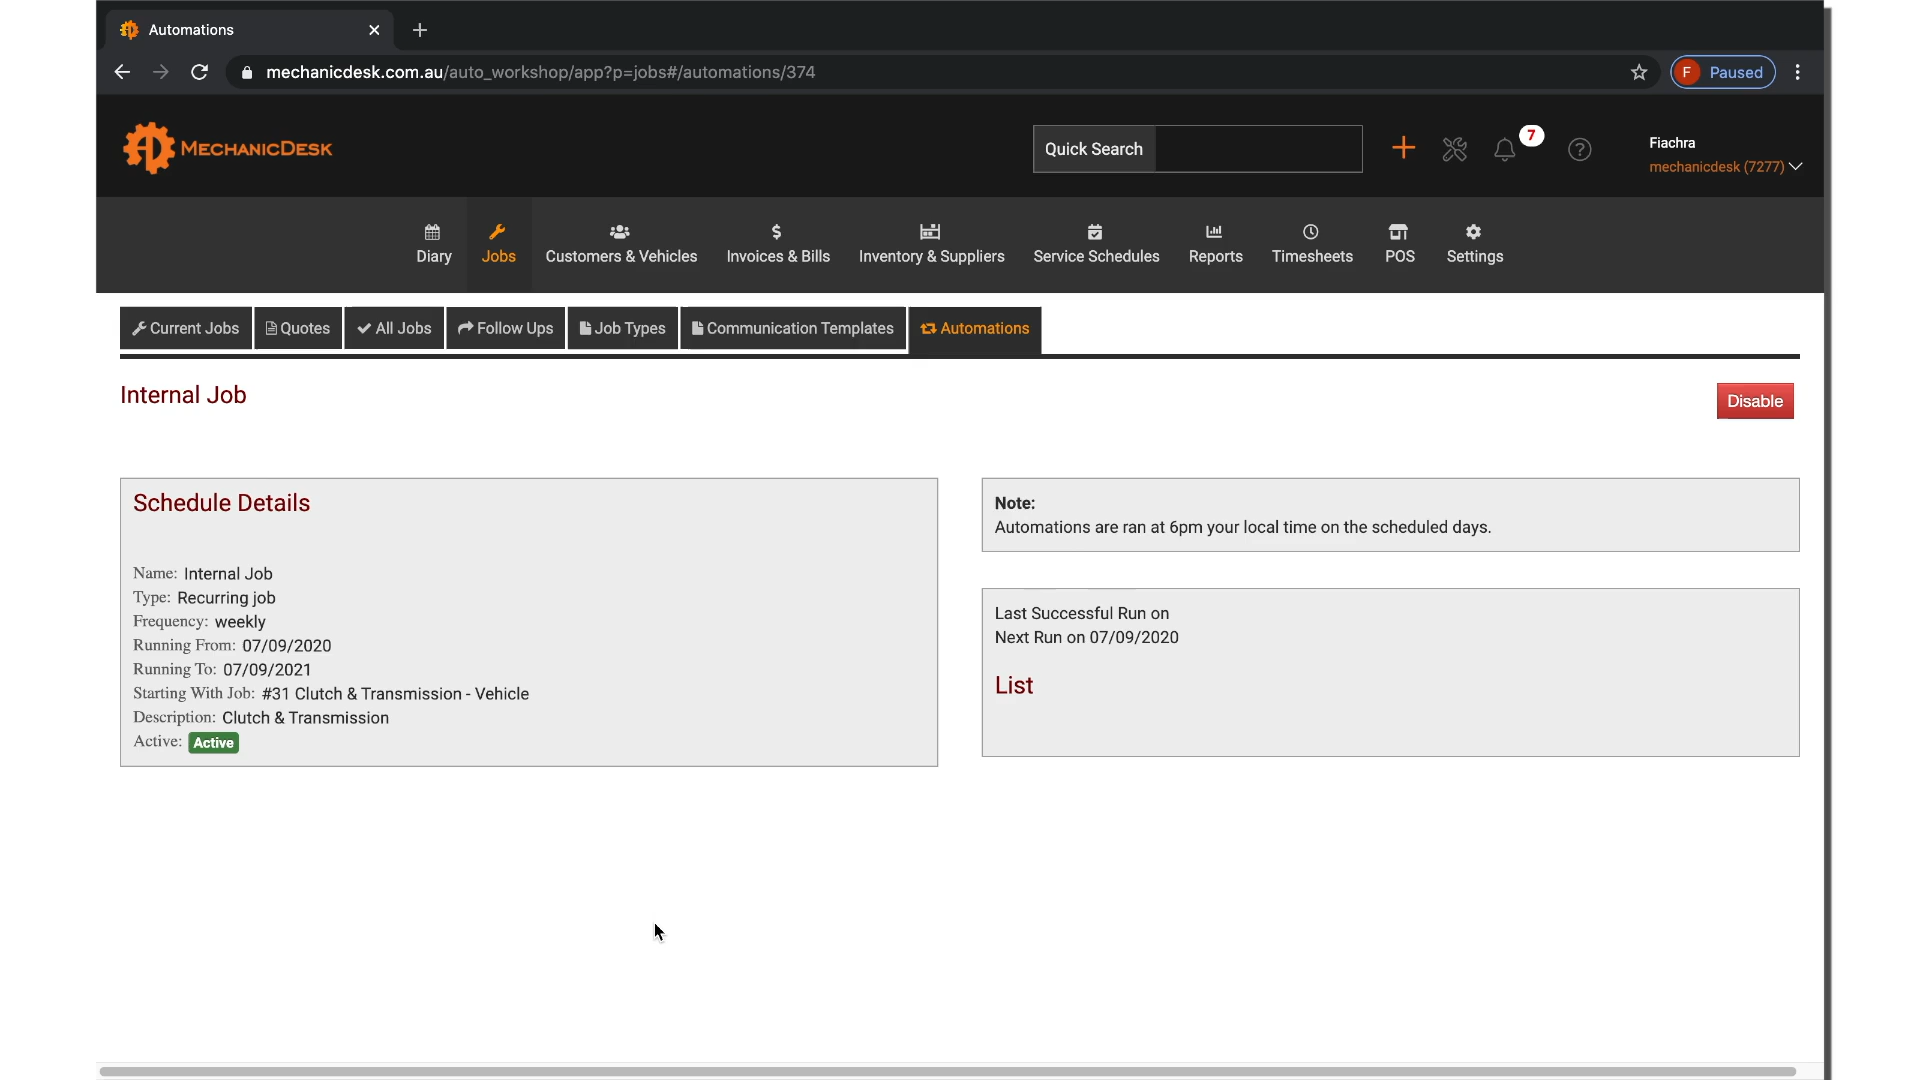 Automations
mechanicdesk.com.au/auto_workshop/app?p=jobs#/automations/374
F Paused
MECHANICDESK
Quick Search
7
Fiachra
mechanicdesk (7277)
Diary
Jobs
Customers & Vehicles
Invoices & Bills
Inventory & Suppliers
Service Schedules
Reports
Timesheets
POS
Settings
Current Jobs
Quotes
All Jobs
Follow Ups
Job Types
Communication Templates
Automations
Internal Job
Disable
Schedule Details
Name: Internal Job
Type: Recurring job
Frequency: weekly
Running From: 07/09/2020
Running To: 07/09/2021
Starting With Job: #31 Clutch & Transmission - Vehicle
Description: Clutch & Transmission
Active: Active
Note:
Automations are ran at 6pm your local time on the scheduled days.
Last Successful Run on
Next Run on 07/09/2020
List